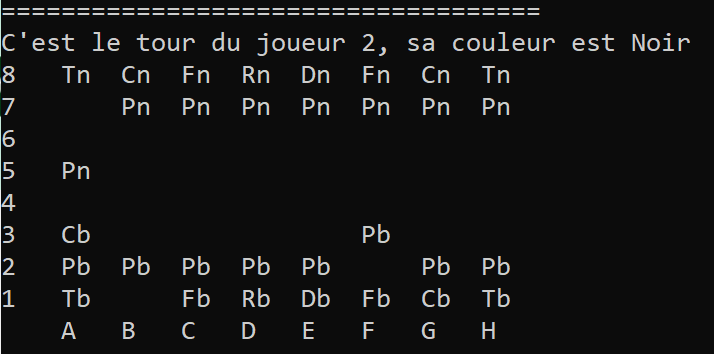 ====================================
C'est le tour du joueur 2, sa couleur est Noir
8   Tn  Cn  Fn  Rn  Dn  Fn  Cn  Tn
7       Pn  Pn  Pn  Pn  Pn  Pn  Pn
6
5   Pn
4
3   Cb                  Pb
2   Pb  Pb  Pb  Pb  Pb      Pb  Pb
1   Tb      Fb  Rb  Db  Fb  Cb  Tb
    A   B   C   D   E   F   G   H